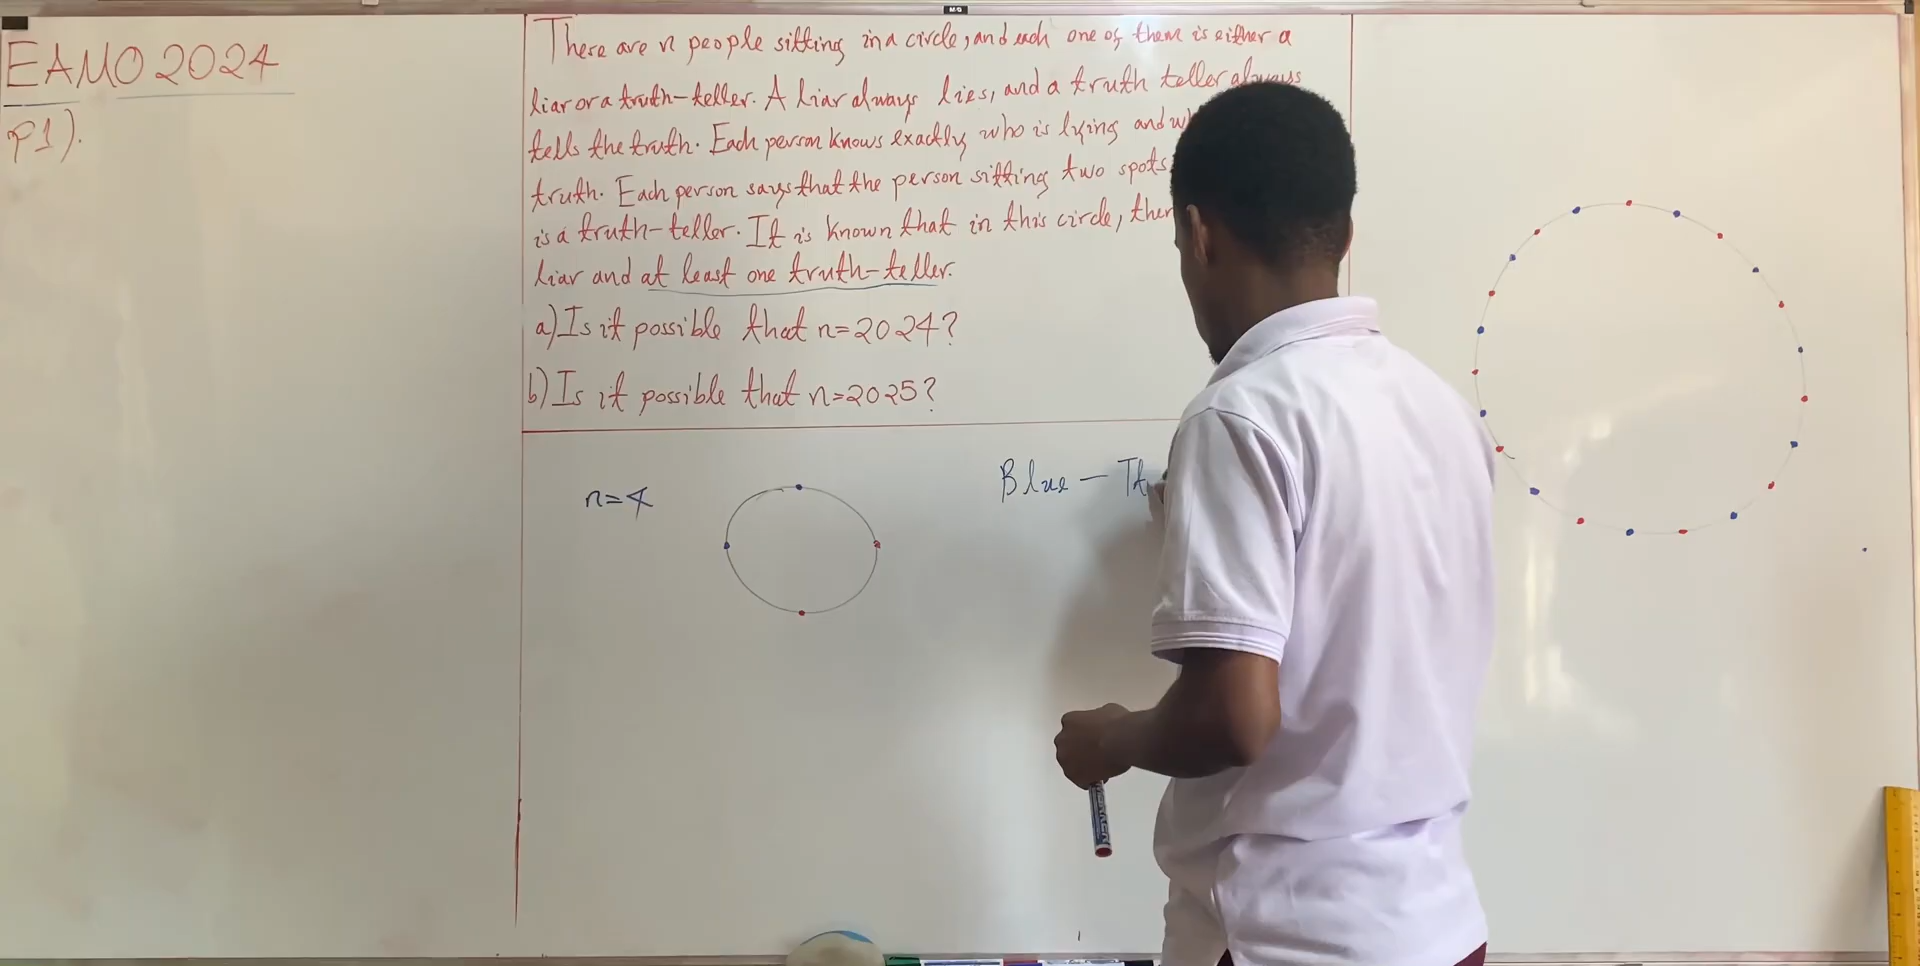 EAMO 2024
P1).
There are n people sitting in a circle, and each one of them is either a
liar or a truth-teller. A liar always lies, and a truth teller always
tells the truth. Each person knows exactly who is lying and
truth. Each person says that the person sitting two spots
is a truth-teller. It is known that in this circle,
liar and at least one truth-teller.
a) Is it possible that n=2024?
b) Is it possible that n=2025?
n=4
Blue -